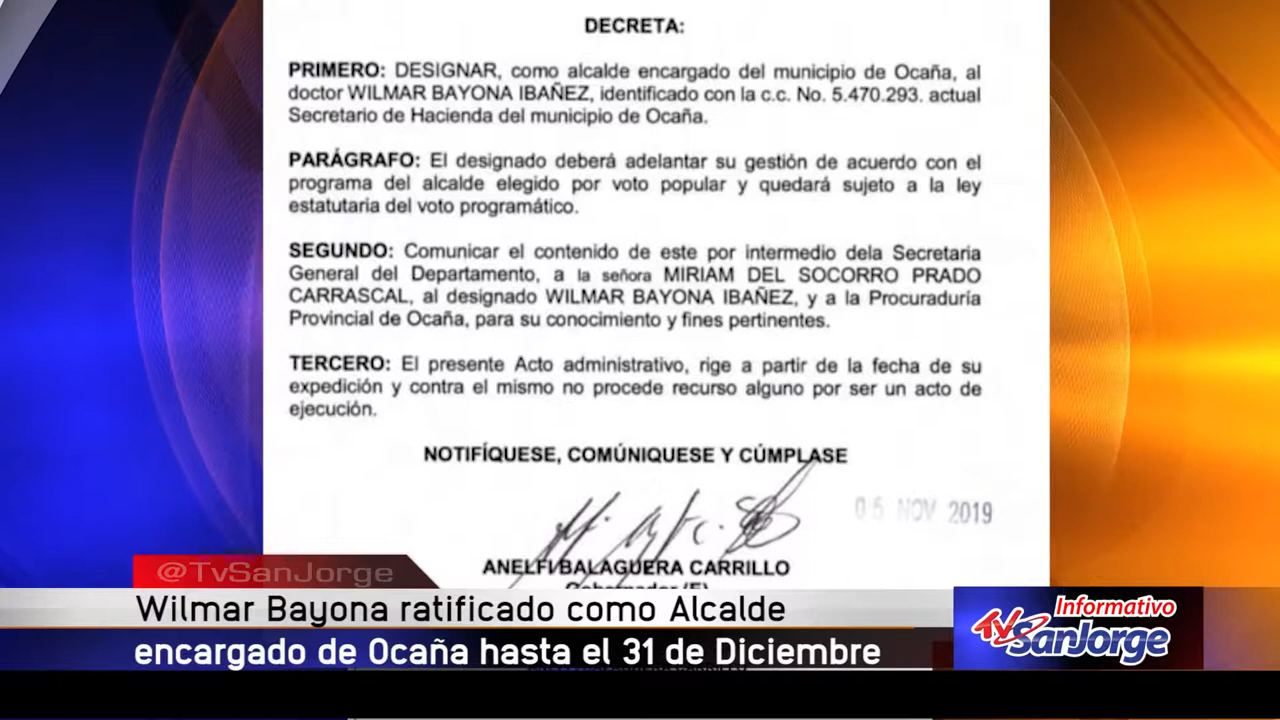 DECRETA:
PRIMERO: DESIGNAR, como alcalde encargado del municipio de Ocaña, al
doctor WILMAR BAYONA IBAÑEZ, identificado con la c.c. No. 5.470.293. actual
Secretario de Hacienda del municipio de Ocaña.
PARÁGRAFO: El designado deberá adelantar su gestión de acuerdo con el
programa del alcalde elegido por voto popular y quedará sujeto a la ley
estatutaria del voto programático.
SEGUNDO: Comunicar el contenido de este por intermedio dela Secretaria
General del Departamento, a la señora MIRIAM DEL SOCORRO PRADO
CARRASCAL, al designado WILMAR BAYONA IBAÑEZ, y a la Procuraduría
Provincial de Ocaña, para su conocimiento y fines pertinentes.
TERCERO: El presente Acto administrativo, rige a partir de la fecha de su
expedición y contra el mismo no procede recurso alguno por ser un acto de
ejecución.
NOTIFÍQUESE, COMÚNIQUESE Y CÚMPLASE
05 NOV 2019
ANELFI BALAGUERA CARRILLO
@TvSanJorge
Wilmar Bayona ratificado como Alcalde
encargado de Ocaña hasta el 31 de Diciembre
Informativo
TV SanJorge